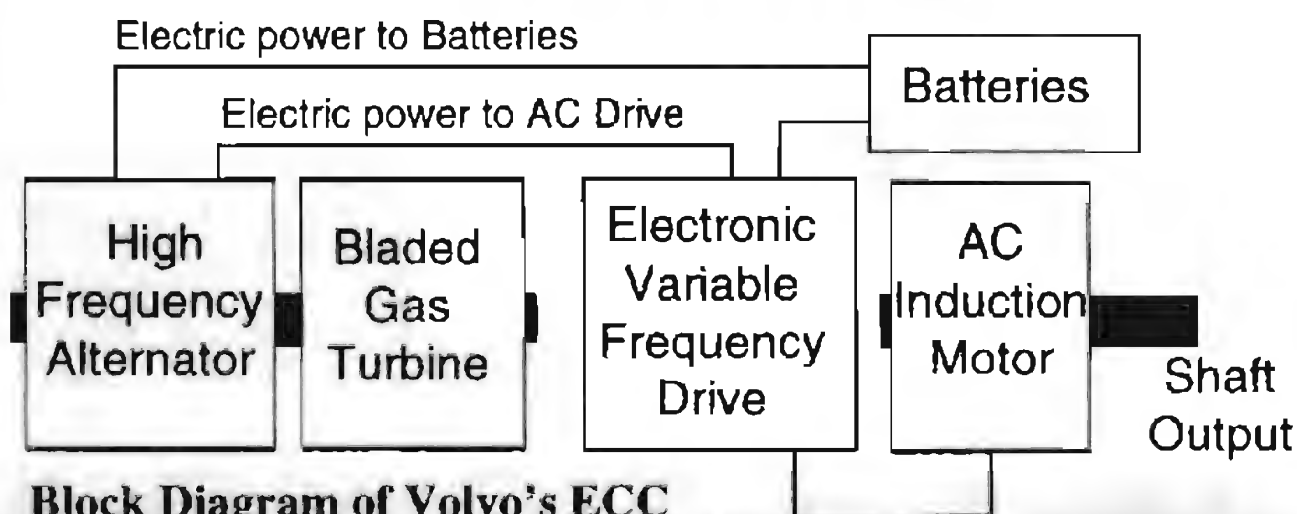 Electric power to Batteries
Batteries
Electric power to AC Drive
High
Frequency
Alternator
Bladed
Gas
Turbine
Electronic
Variable
Frequency
Drive
AC
Induction
Motor
Shaft
Output
Block Diagram of Volvo's ECC